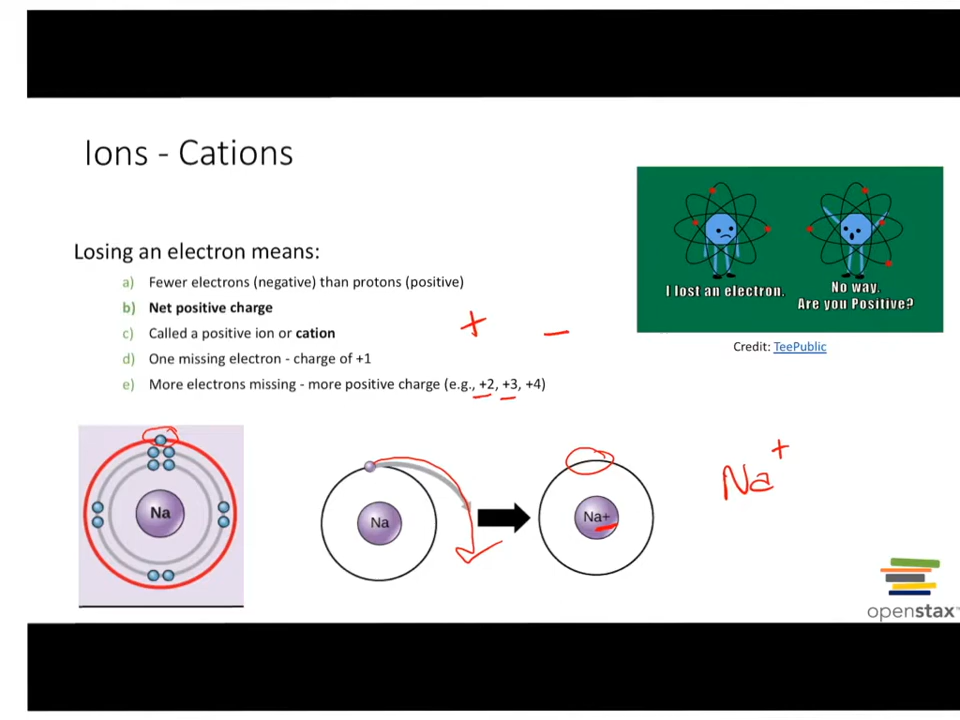 Ions - Cations
Losing an electron means:
a) Fewer electrons (negative) than protons (positive)
b) Net positive charge
c) Called a positive ion or cation
d) One missing electron - charge of +1
e) More electrons missing - more positive charge (e.g., +2, +3, +4)
+ −
I lost an electron.
No way.
Are you Positive?
Credit: TeePublic
Na
Na
Na+
Na+
openstax™